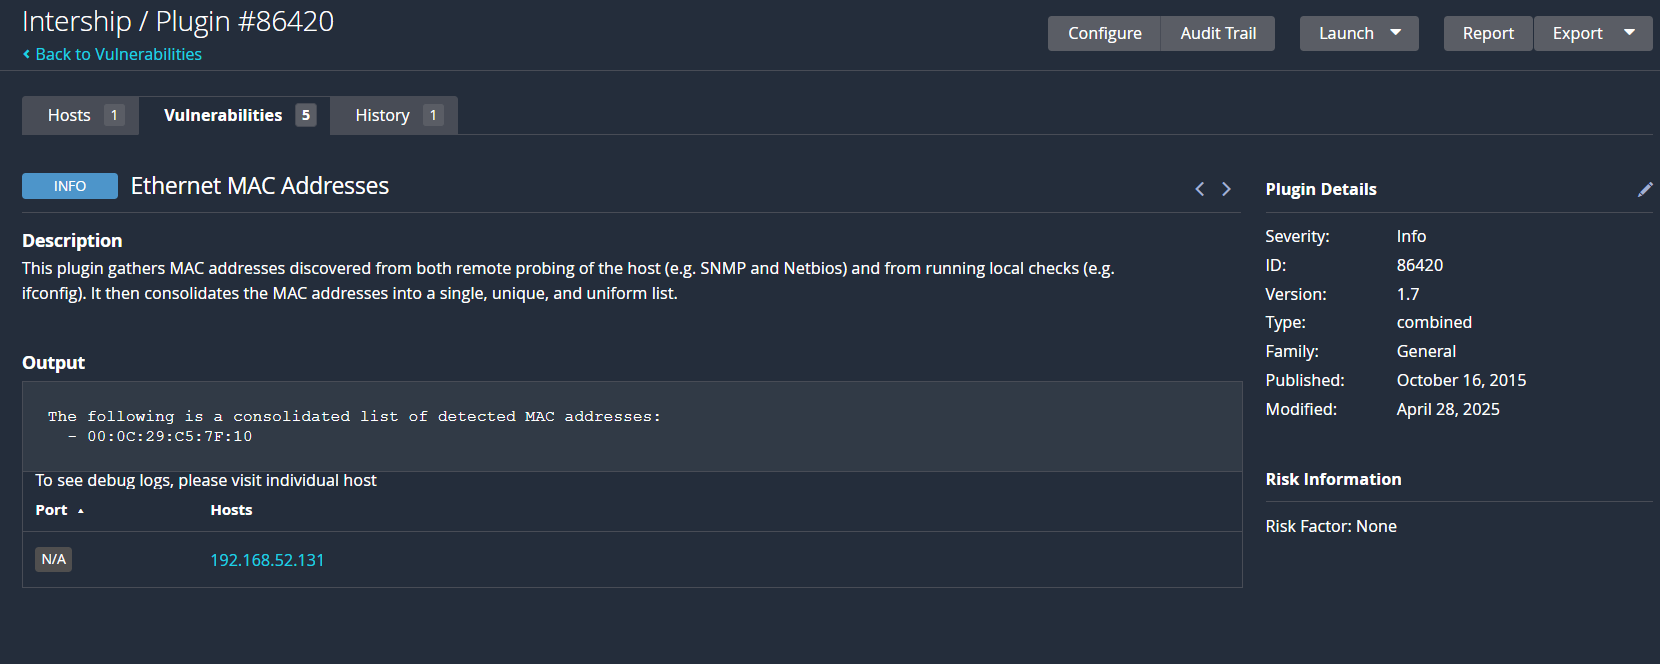 Intership / Plugin #86420
Back to Vulnerabilities
Configure
Audit Trail
Launch
Report
Export
Hosts 1
Vulnerabilities 5
History 1
INFO
Ethernet MAC Addresses
Description
This plugin gathers MAC addresses discovered from both remote probing of the host (e.g. SNMP and Netbios) and from running local checks (e.g.
ifconfig). It then consolidates the MAC addresses into a single, unique, and uniform list.
Output
The following is a consolidated list of detected MAC addresses:
- 00:0C:29:C5:7F:10
To see debug logs, please visit individual host
Port Hosts
N/A 192.168.52.131
Plugin Details
Severity: Info
ID: 86420
Version: 1.7
Type: combined
Family: General
Published: October 16, 2015
Modified: April 28, 2025
Risk Information
Risk Factor: None